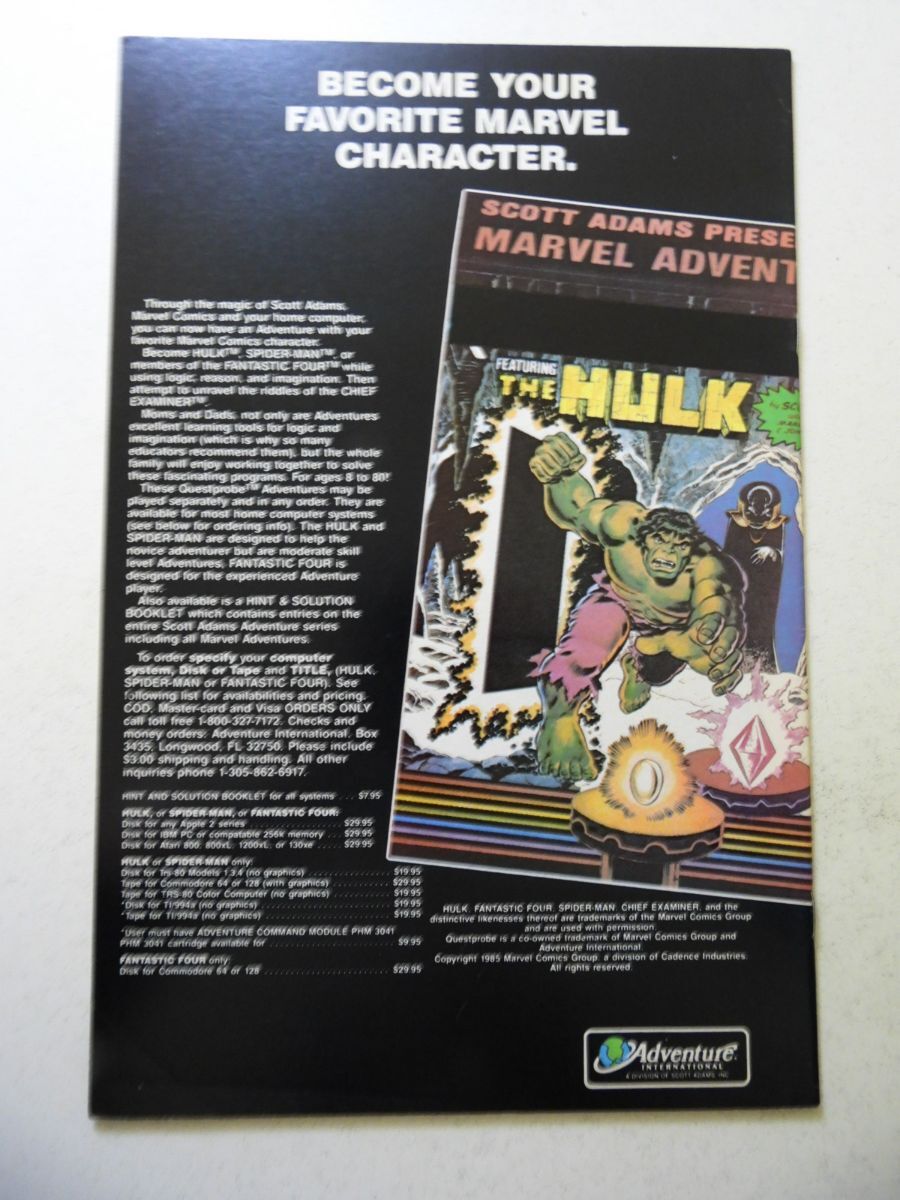 BECOME YOUR
FAVORITE MARVEL
CHARACTER.
SCOTT ADAMS PRESE
MARVEL ADVENT
FEATURING
THE HULK
by SCO
Through the magic of Scott Adams,
Marvel Comics and your home computer,
you can now have an Adventure with your
favorite Marvel Comics character.
Become HULK™, SPIDER-MAN™, or
members of the FANTASTIC FOUR™ while
using logic, reason, and imagination. Then
attempt to unravel the riddles of the CHIEF
EXAMINER™.
Moms and Dads, not only are Adventures
excellent learning tools for logic and
imagination (which is why so many
educators recommend them), but the whole
family will enjoy working together to solve
these fascinating programs. For ages 8 to 80!
These Questprobe™ Adventures may be
played separately and in any order. They are
available for most home computer systems
(see below for ordering info). The HULK and
SPIDER-MAN are designed to help the
novice adventurer but are moderate skill
level Adventures, FANTASTIC FOUR is
designed for the experienced Adventure
player.
Also available is a HINT & SOLUTION
BOOKLET which contains entries on the
entire Scott Adams Adventure series
including all Marvel Adventures.
To order specify your computer
system, Disk or Tape and TITLE, (HULK,
SPIDER-MAN or FANTASTIC FOUR). See
following list for availabilities and pricing.
COD, Master-card and Visa ORDERS ONLY
call toll free 1-800-327-7172. Checks and
money orders: Adventure International, Box
3435, Longwood, FL 32750. Please include
$3.00 shipping and handling. All other
inquiries phone 1-305-862-6917.
HINT AND SOLUTION BOOKLET for all systems . . . $7.95
HULK, or SPIDER-MAN, or FANTASTIC FOUR:
Disk for any Apple 2 series . . . . . . . . . . . . . . . . . . $29.95
Disk for IBM PC or compatable 256k memory . . . $29.95
Disk for Atari 800, 800xL, 1200xL, or 130xe . . . . . $29.95
HULK or SPIDER-MAN only:
Disk for Trs-80 Models 1,3,4 (no graphics) . . . . . . . . . . . . . . $19.95
Tape for Commodore 64 or 128 (with graphics) . . . . . . . . . . $29.95
Tape for TRS-80 Color Computer (no graphics) . . . . . . . . . . $19.95
*Disk for TI/994a (no graphics) . . . . . . . . . . . . . . . . . . . . . . . $19.95
*Tape for TI/994a (no graphics) . . . . . . . . . . . . . . . . . . . . . . . $19.95
*User must have ADVENTURE COMMAND MODULE PHM 3041
PHM 3041 cartridge available for . . . . . . . . . . . . . . . . . . . . . . $9.95
FANTASTIC FOUR only:
Disk for Commodore 64 or 128 . . . . . . . . . . . . . . . . . . . . . . . $29.95
HULK, FANTASTIC FOUR, SPIDER-MAN, CHIEF EXAMINER, and the
distinctive likenesses thereof are trademarks of the Marvel Comics Group
and are used with permission.
Questprobe is a co-owned trademark of Marvel Comics Group and
Adventure International.
Copyright 1985 Marvel Comics Group, a division of Cadence Industries.
All rights reserved.
Adventure
INTERNATIONAL
A DIVISION OF SCOTT ADAMS, INC.